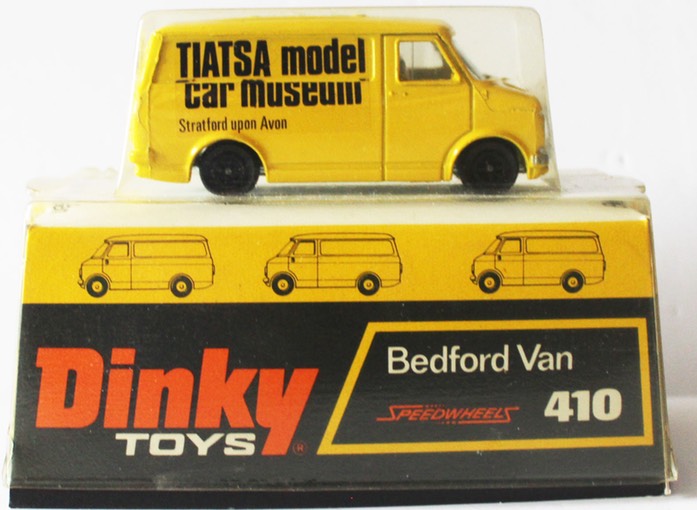 TIATSA model
car museum
Stratford upon Avon
Dinky
TOYS®
Bedford Van
SPEEDWHEELS
410